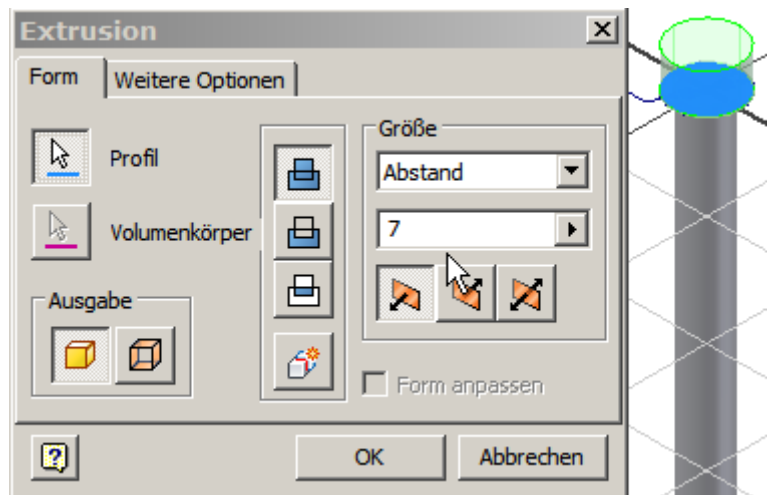 Extrusion
Form
Weitere Optionen
Profil
Volumenkörper
Ausgabe
Größe
Abstand
7
Form anpassen
OK
Abbrechen